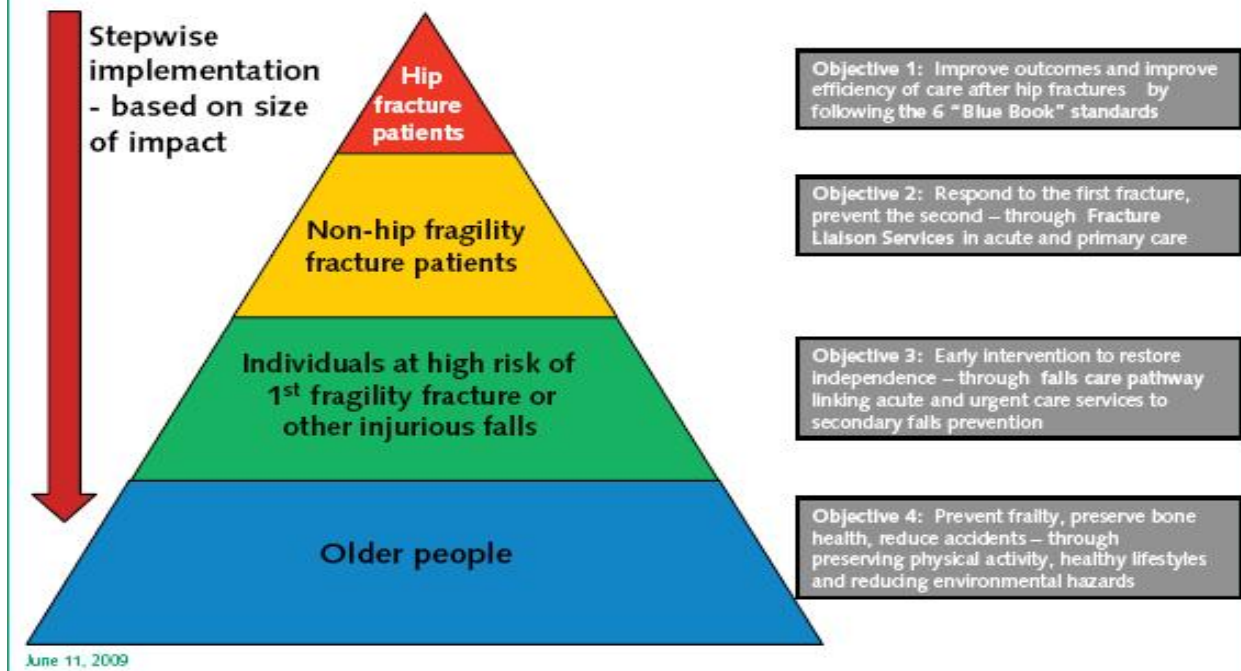 Stepwise
implementation
- based on size
of impact
Hip
fracture
patients
Objective 1: Improve outcomes and improve
efficiency of care after hip fractures by
following the 6 "Blue Book" standards
Non-hip fragility
fracture patients
Objective 2: Respond to the first fracture,
prevent the second – through Fracture
Liaison Services in acute and primary care
Individuals at high risk of
1st fragility fracture or
other injurious falls
Objective 3: Early intervention to restore
independence – through falls care pathway
linking acute and urgent care services to
secondary falls prevention
Older people
Objective 4: Prevent frailty, preserve bone
health, reduce accidents – through
preserving physical activity, healthy lifestyles
and reducing environmental hazards
June 11, 2009